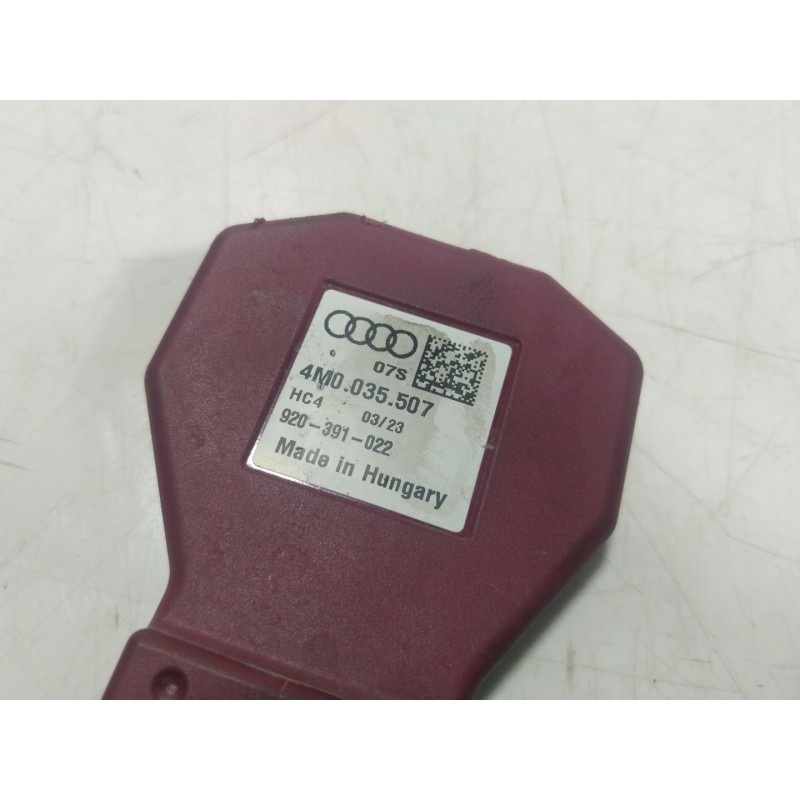 07S
4M0.035.507
HC4 03/23
920-391-022
Made in Hungary